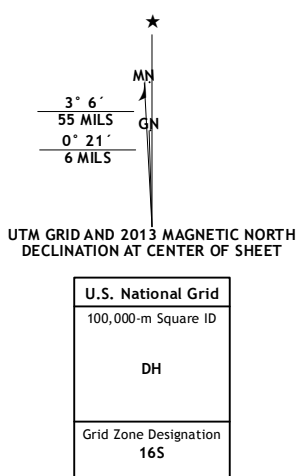 ★
MN
3° 6´
55 MILS
GN
0° 21´
6 MILS
UTM GRID AND 2013 MAGNETIC NORTH
DECLINATION AT CENTER OF SHEET
U.S. National Grid
100,000-m Square ID
DH
Grid Zone Designation
16S